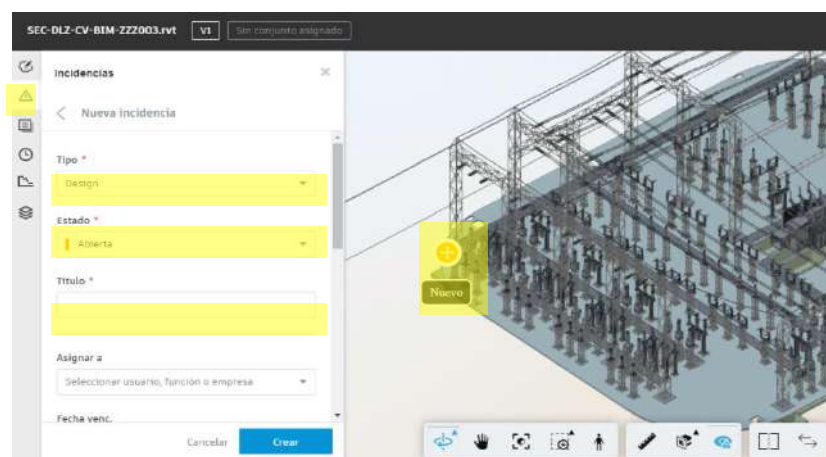 SEC-DLZ-CV-BIM-ZZZ003.rvt
V1
Sin conjunto asignado
Incidencias
Nueva incidencia
Tipo *
Design
Estado *
Abierta
Título *
Asignar a
Seleccionar usuario, función o empresa
Fecha venc.
Cancelar
Crear
Nuevo